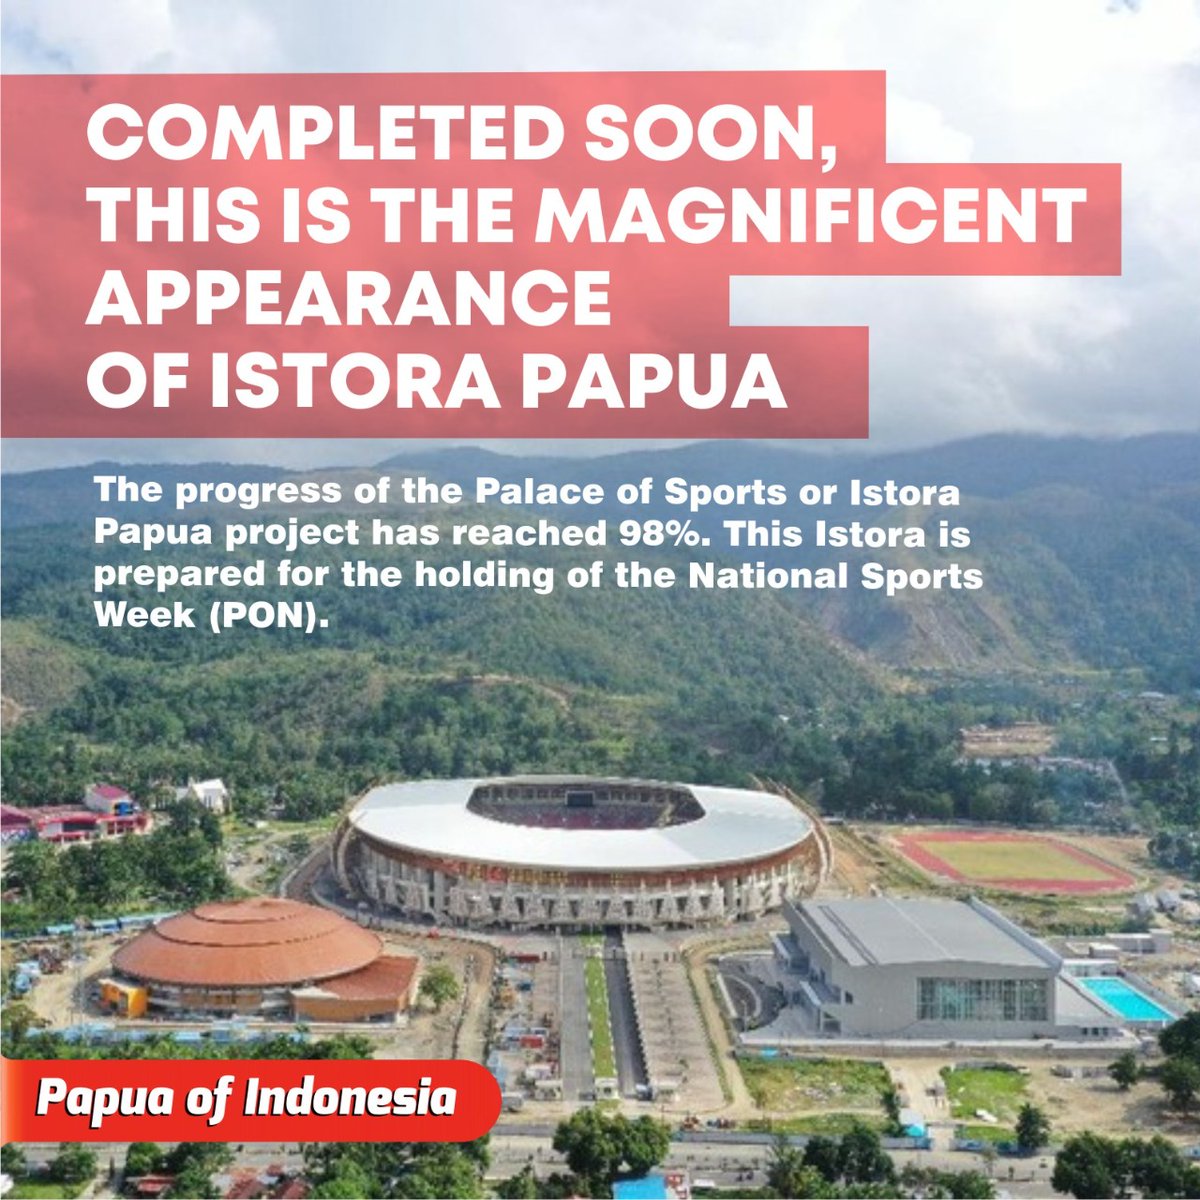 COMPLETED SOON,
THIS IS THE MAGNIFICENT
APPEARANCE
OF ISTORA PAPUA
The progress of the Palace of Sports or Istora
Papua project has reached 98%. This Istora is
prepared for the holding of the National Sports
Week (PON).
Papua of Indonesia